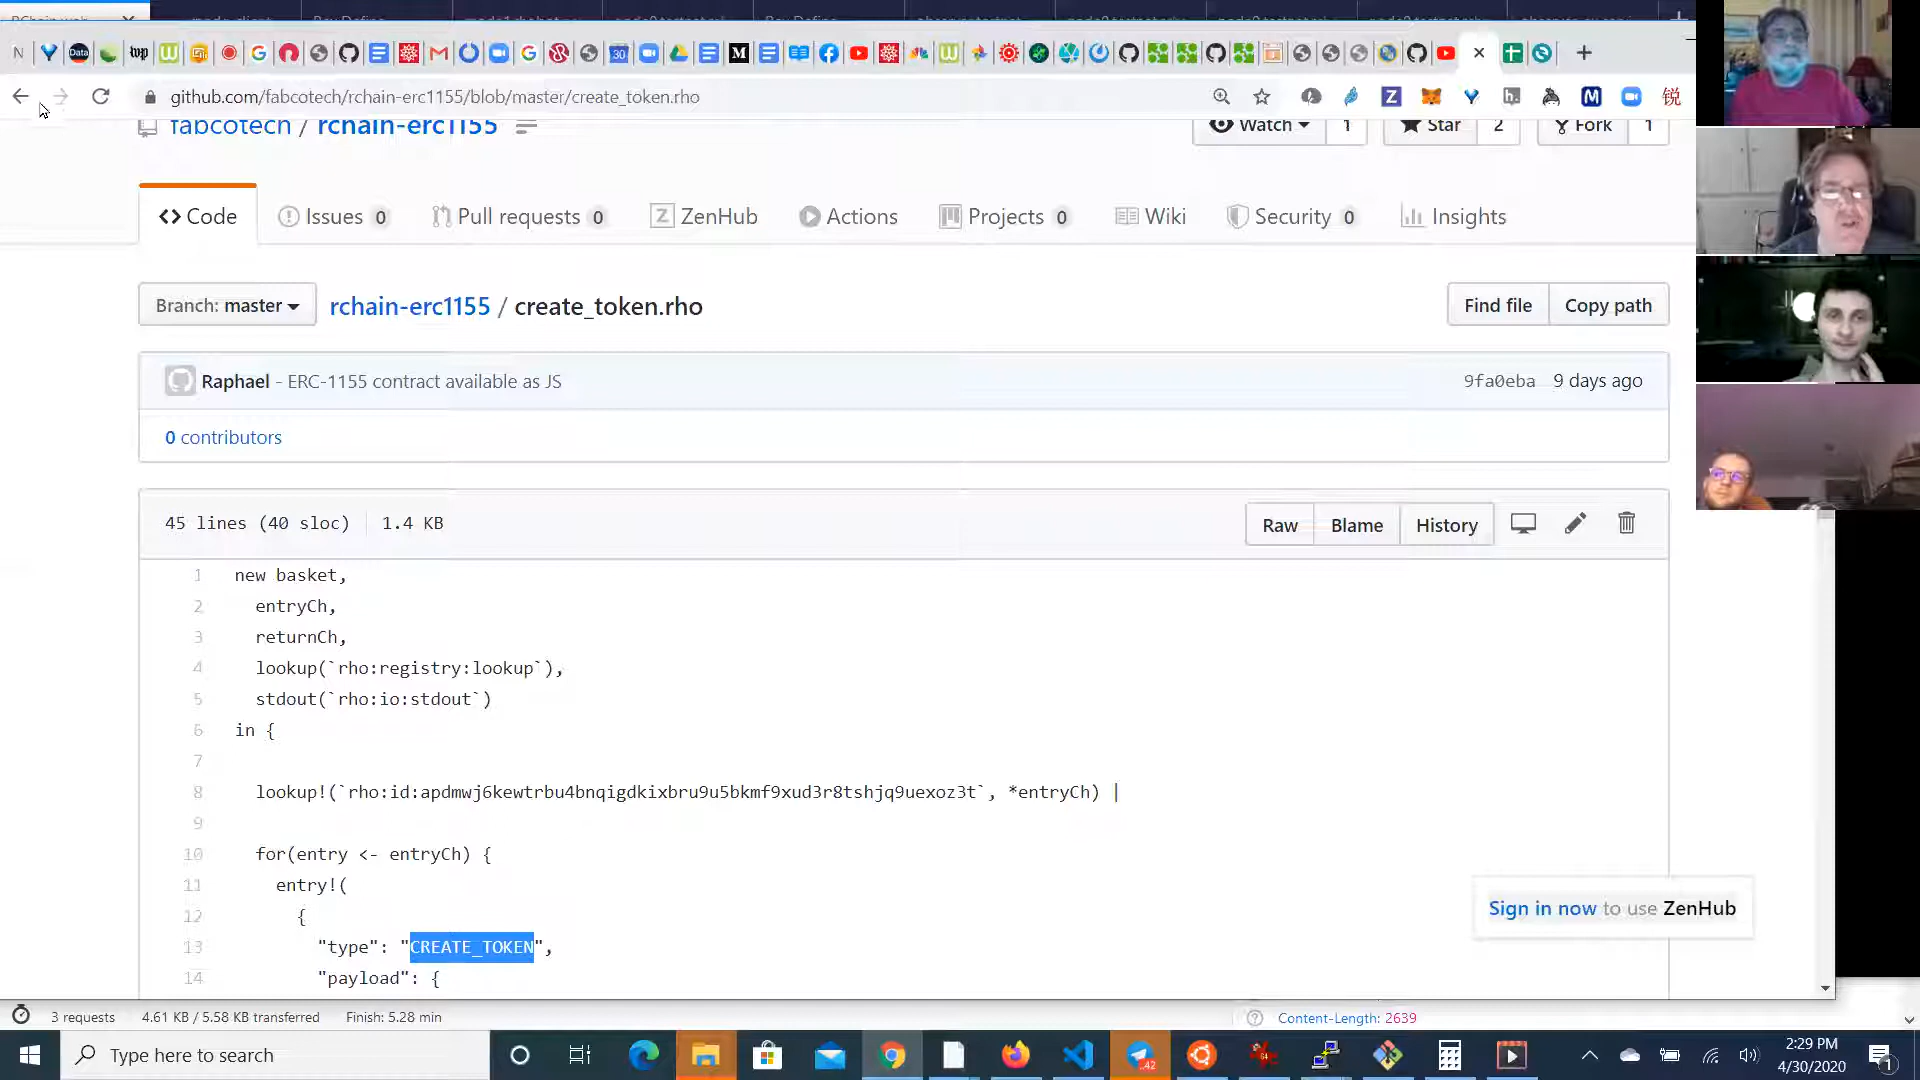 github.com/fabcotech/rchain-erc1155/blob/master/create_token.rho
fabcotech / rchain-erc1155
Watch 1 Star 2 Fork 1
Code Issues 0 Pull requests 0 ZenHub Actions Projects 0 Wiki Security 0 Insights
Branch: master rchain-erc1155 / create_token.rho Find file Copy path
Raphael - ERC-1155 contract available as JS 9fa0eba 9 days ago
0 contributors
45 lines (40 sloc) 1.4 KB Raw Blame History
1 new basket,
2 entryCh,
3 returnCh,
4 lookup(`rho:registry:lookup`),
5 stdout(`rho:io:stdout`)
6 in {
7
8 lookup!(`rho:id:apdmwj6kewtrbu4bnqigdkixbru9u5bkmf9xud3r8tshjq9uexoz3t`, *entryCh) |
9
10 for(entry <- entryCh) {
11 entry!(
12 {
13 "type": "CREATE_TOKEN",
14 "payload": {
Sign in now to use ZenHub
3 requests 4.61 KB / 5.58 KB transferred Finish: 5.28 min Content-Length: 2639
Type here to search
2:29 PM
4/30/2020